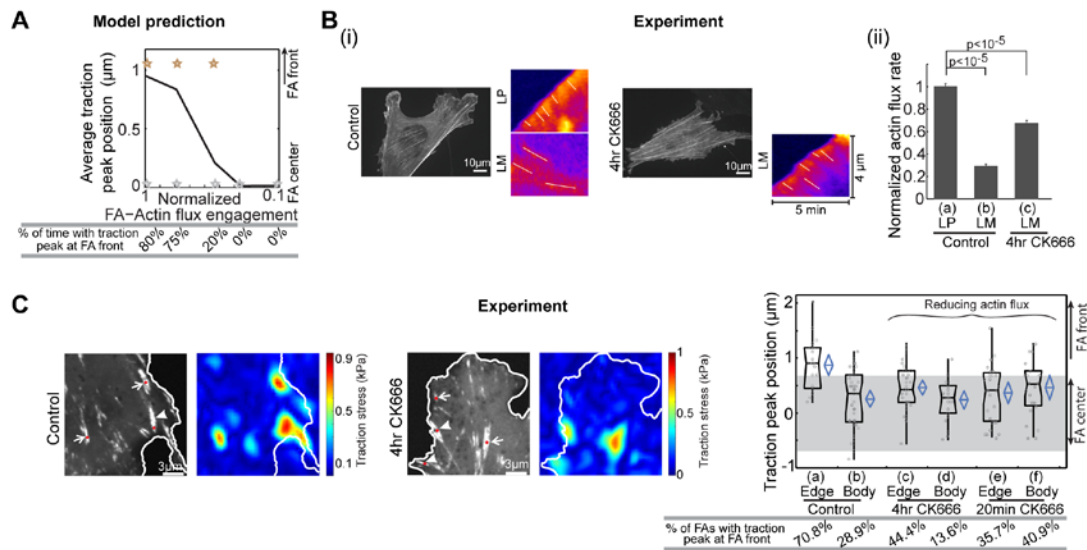 A
Model prediction
Average traction
peak position (µm)
1
0.5
0
FA front
FA center
1
0.1
Normalized
FA−Actin flux engagement
% of time with traction
peak at FA front
80%
75%
20%
0%
0%
B
Experiment
(i)
Control
10µm
LP
LM
4hr CK666
10µm
LM
4 µm
5 min
(ii)
Normalized actin flux rate
p<10-5
p<10-5
1
0.8
0.6
0.4
0.2
0
(a) (b) (c)
LP LM LM
Control 4hr CK666
C
Experiment
Control
3µm
Traction stress (kPa)
0.9
0.5
0.1
4hr CK666
3µm
Traction stress (kPa)
1
0.5
0
Traction peak position (µm)
2
1
0
-1
Reducing actin flux
FA front
FA center
(a) (b) (c) (d) (e) (f)
Edge Body Edge Body Edge Body
Control 4hr CK666 20min CK666
% of FAs with traction
peak at FA front
70.8%
28.9%
44.4%
13.6%
35.7%
40.9%